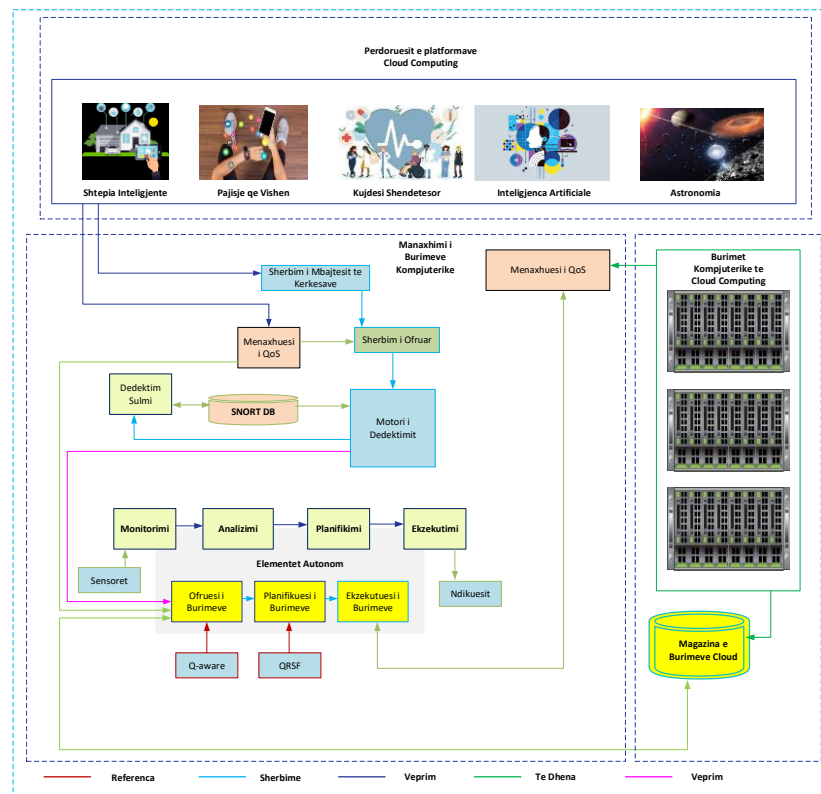 Perdoruesit e platformave
Cloud Computing
Shtepia Inteligjente
Pajisje qe Vishen
Kujdesi Shendetesor
Inteligjenca Artificiale
Astronomia
Manaxhimi i
Burimeve
Kompjuterike
Sherbim i Mbajtesit te
Kerkesave
Menaxhuesi i QoS
Burimet
Kompjuterike te
Cloud Computing
Menaxhuesi
i QoS
Sherbim i Ofruar
Dedektim
Sulmi
SNORT DB
Motori i
Dedektimit
Monitorimi
Analizimi
Planifikimi
Ekzekutimi
Elementet Autonom
Sensoret
Ndikuesit
Ofruesi i
Burimeve
Planifikuesi i
Burimeve
Ekzekutuesi i
Burimeve
Q-aware
QRSF
Magazina e
Burimeve Cloud
Referenca
Sherbime
Veprim
Te Dhena
Veprim